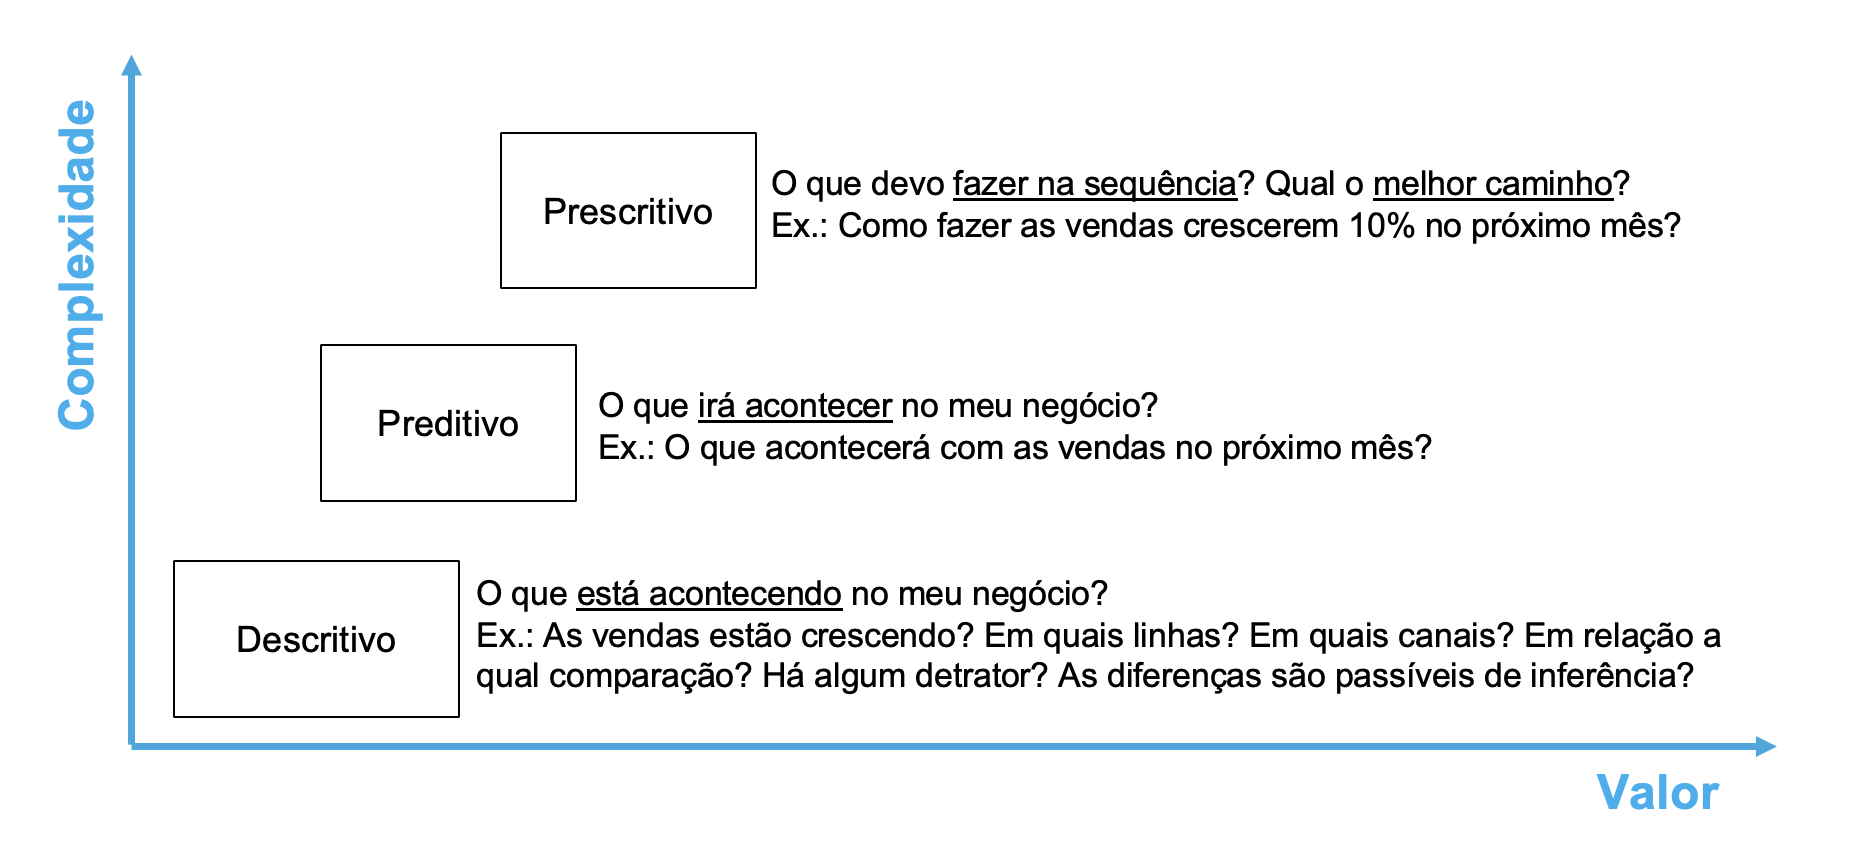 Complexidade
Prescritivo
O que devo fazer na sequência? Qual o melhor caminho?
Ex.: Como fazer as vendas crescerem 10% no próximo mês?
Preditivo
O que irá acontecer no meu negócio?
Ex.: O que acontecerá com as vendas no próximo mês?
Descritivo
O que está acontecendo no meu negócio?
Ex.: As vendas estão crescendo? Em quais linhas? Em quais canais? Em relação a
qual comparação? Há algum detrator? As diferenças são passíveis de inferência?
Valor